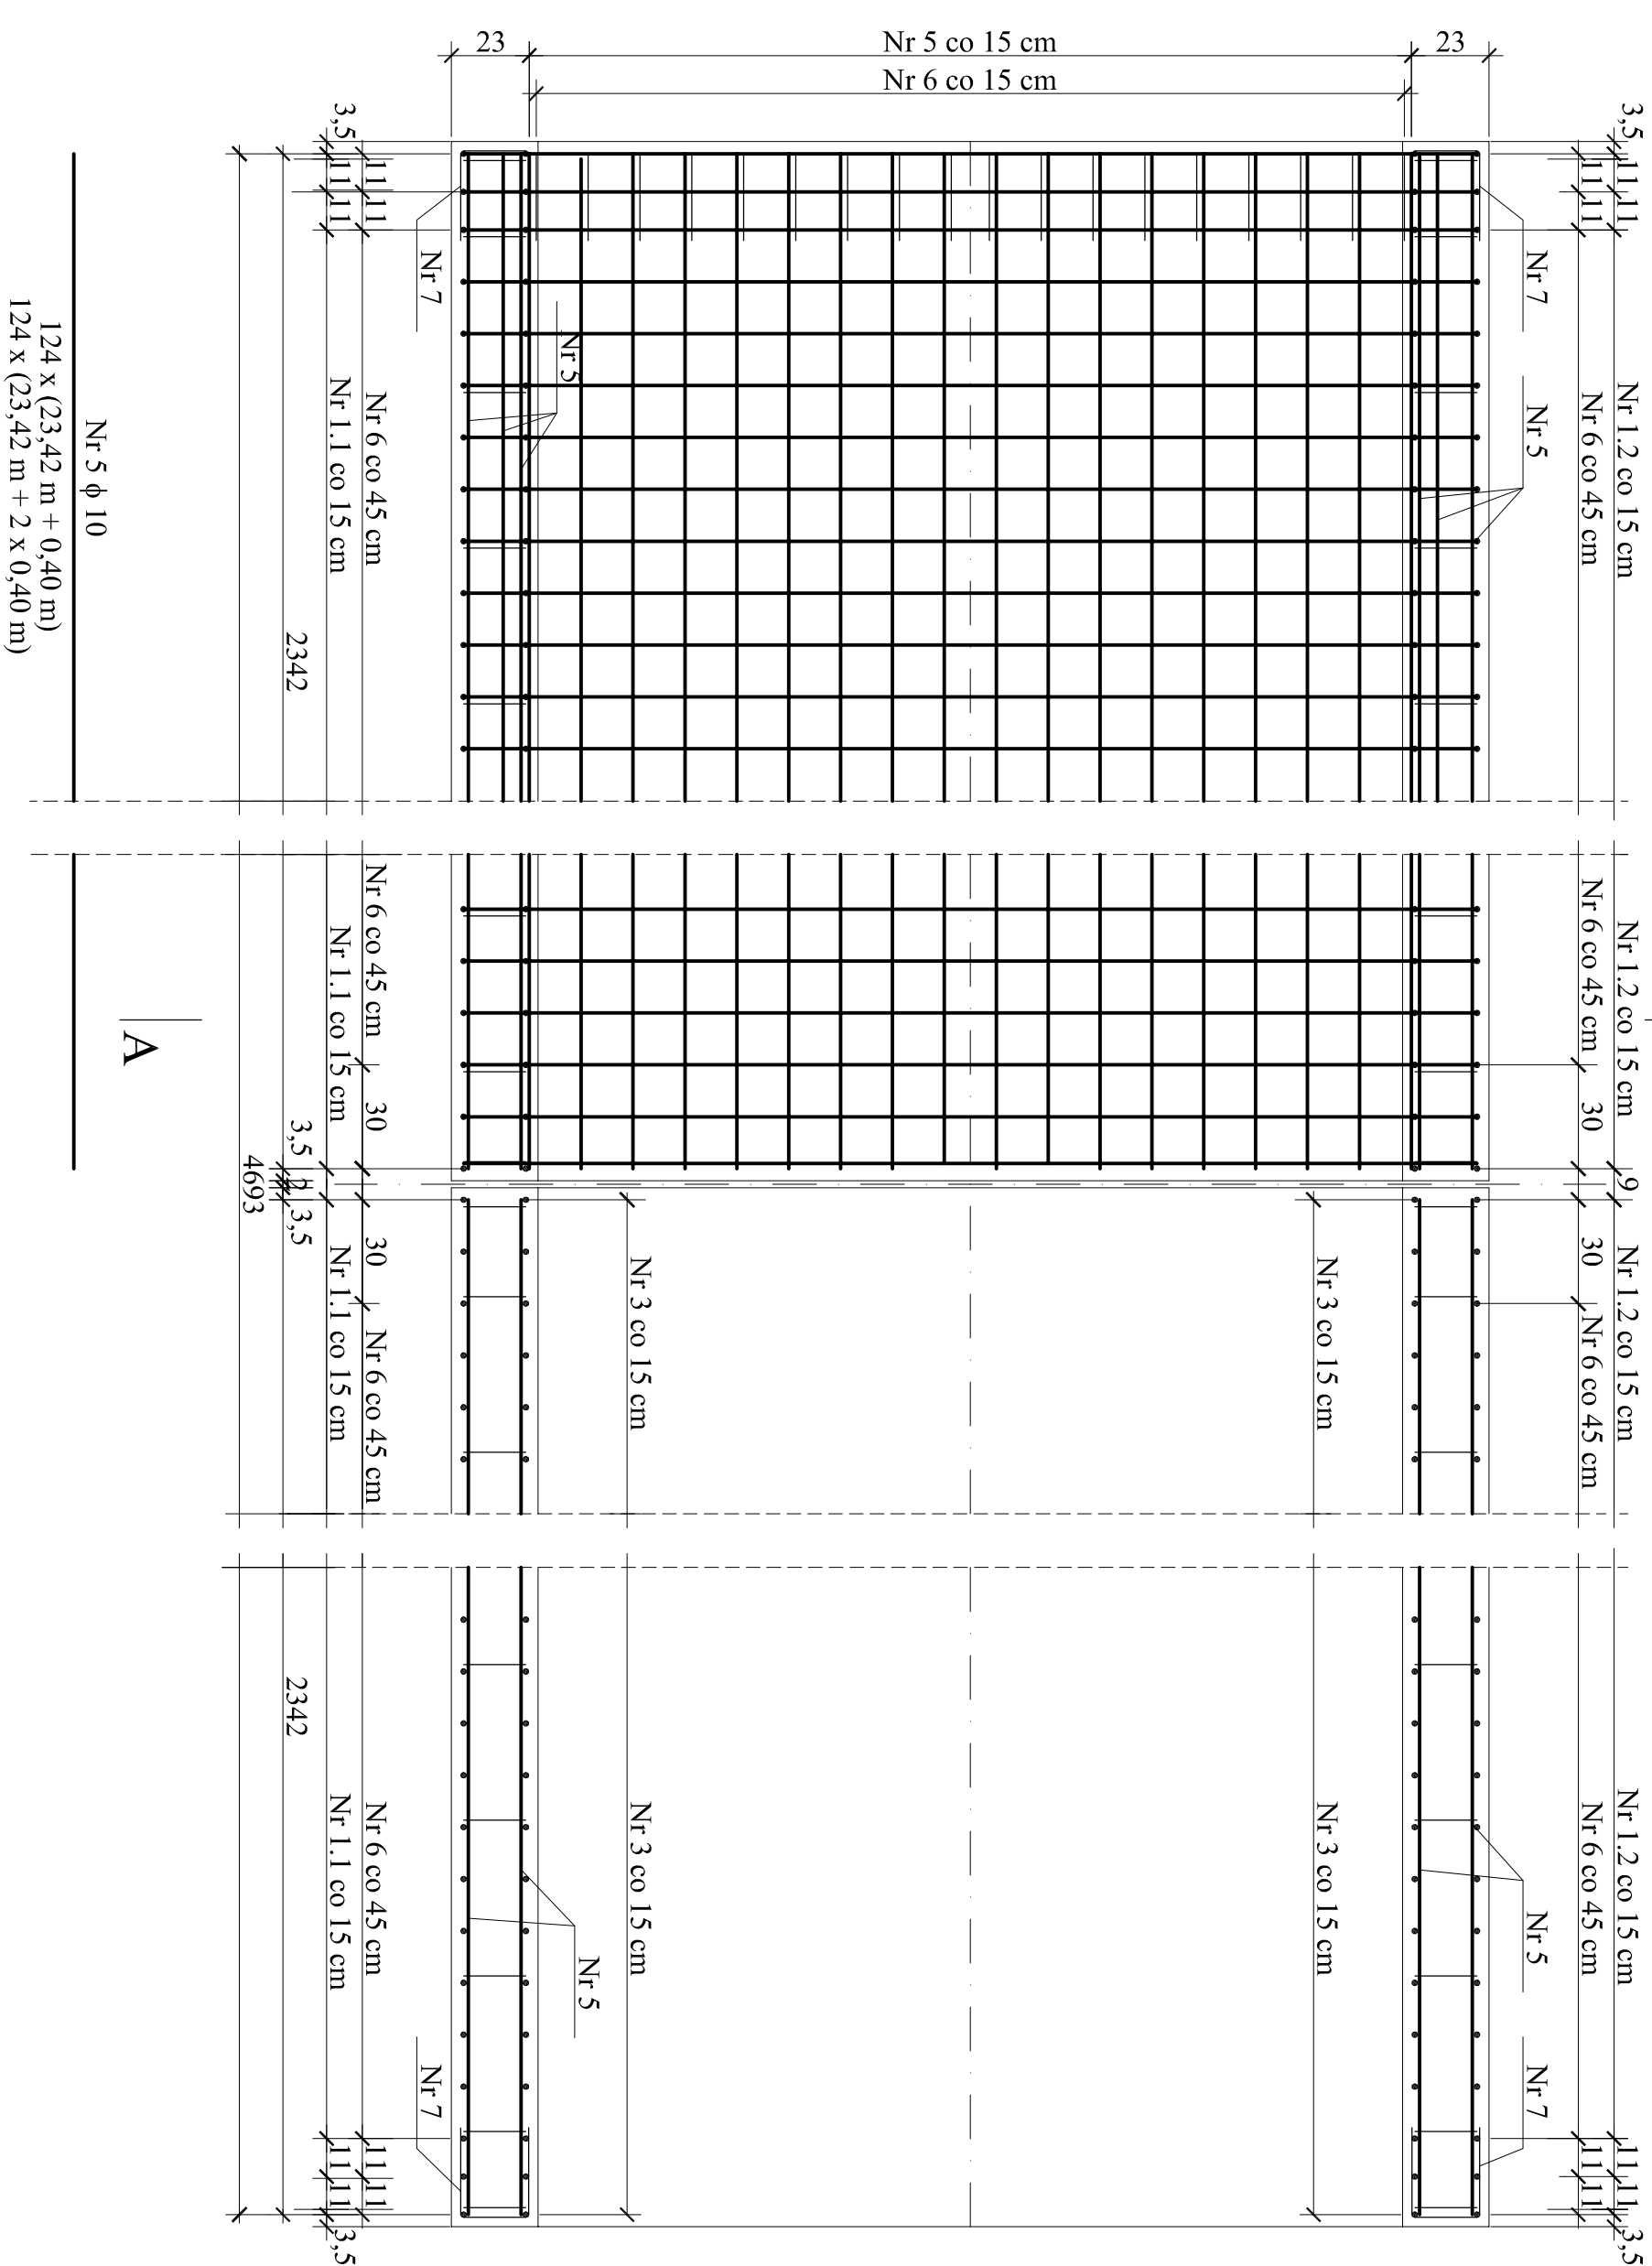 23
Nr 5 co 15 cm
23
Nr 6 co 15 cm
3,5
11
11
11
11
3,5
11
11
11
11
Nr 7
Nr 7
Nr 5
Nr 5
Nr 1.2 co 15 cm
Nr 6 co 45 cm
Nr 6 co 45 cm
Nr 1.1 co 15 cm
2342
Nr 5 ϕ 10
124 x (23,42 m + 0,40 m)
124 x (23,42 m + 2 x 0,40 m)
Nr 1.2 co 15 cm
Nr 6 co 45 cm
30
9
Nr 6 co 45 cm
30
Nr 1.1 co 15 cm
3,5
2
3,5
4693
A
30
Nr 1.2 co 15 cm
Nr 6 co 45 cm
Nr 3 co 15 cm
Nr 3 co 15 cm
30
Nr 6 co 45 cm
Nr 1.1 co 15 cm
Nr 1.2 co 15 cm
Nr 6 co 45 cm
Nr 5
Nr 7
Nr 3 co 15 cm
Nr 3 co 15 cm
Nr 5
Nr 7
Nr 6 co 45 cm
Nr 1.1 co 15 cm
2342
11
11
11
11
3,5
11
11
11
11
3,5